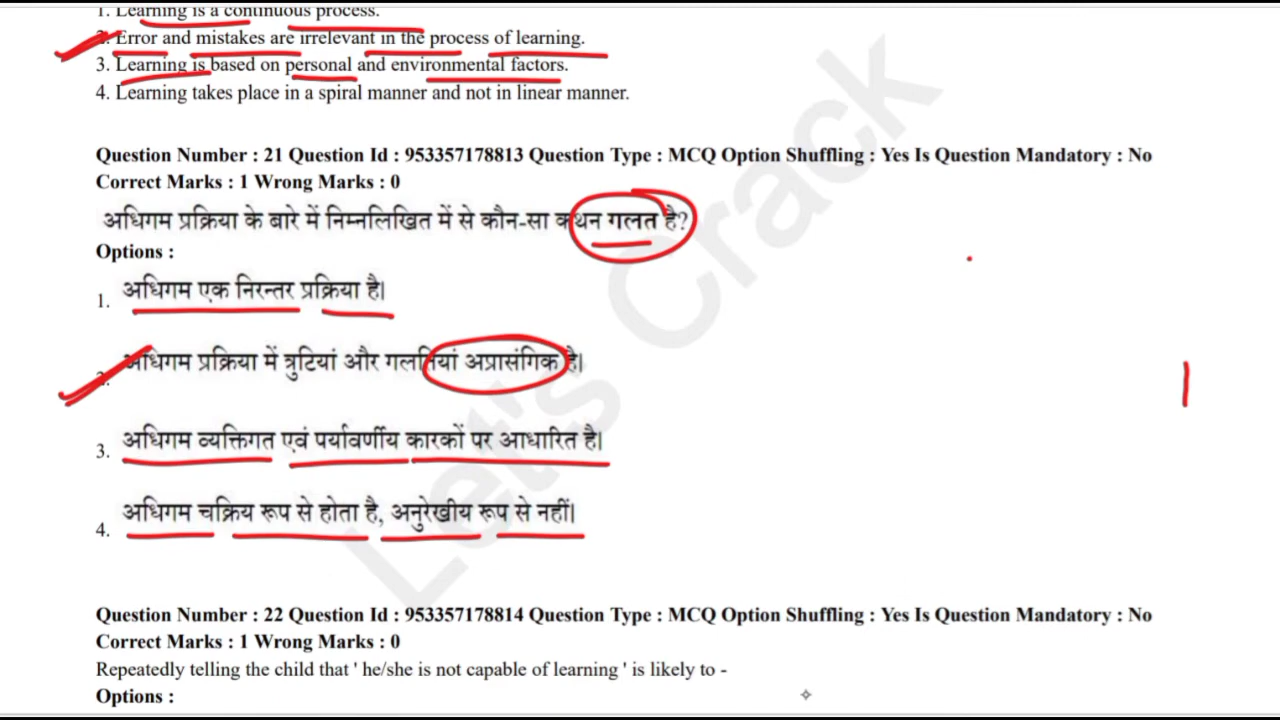 1. Learning is a continuous process.
2. Error and mistakes are irrelevant in the process of learning.
3. Learning is based on personal and environmental factors.
4. Learning takes place in a spiral manner and not in linear manner.
Question Number : 21 Question Id : 953357178813 Question Type : MCQ Option Shuffling : Yes Is Question Mandatory : No
Correct Marks : 1 Wrong Marks : 0
अधिगम प्रक्रिया के बारे में निम्नलिखित में से कौन-सा कथन गलत है?
Options :
1. अधिगम एक निरन्तर प्रक्रिया है।
2. अधिगम प्रक्रिया में त्रुटियां और गलतियां अप्रासंगिक है।
3. अधिगम व्यक्तिगत एवं पर्यावर्णीय कारकों पर आधारित है।
4. अधिगम चक्रिय रूप से होता है, अनुरेखीय रूप से नहीं।
Let's Crack
Question Number : 22 Question Id : 953357178814 Question Type : MCQ Option Shuffling : Yes Is Question Mandatory : No
Correct Marks : 1 Wrong Marks : 0
Repeatedly telling the child that ' he/she is not capable of learning ' is likely to -
Options :